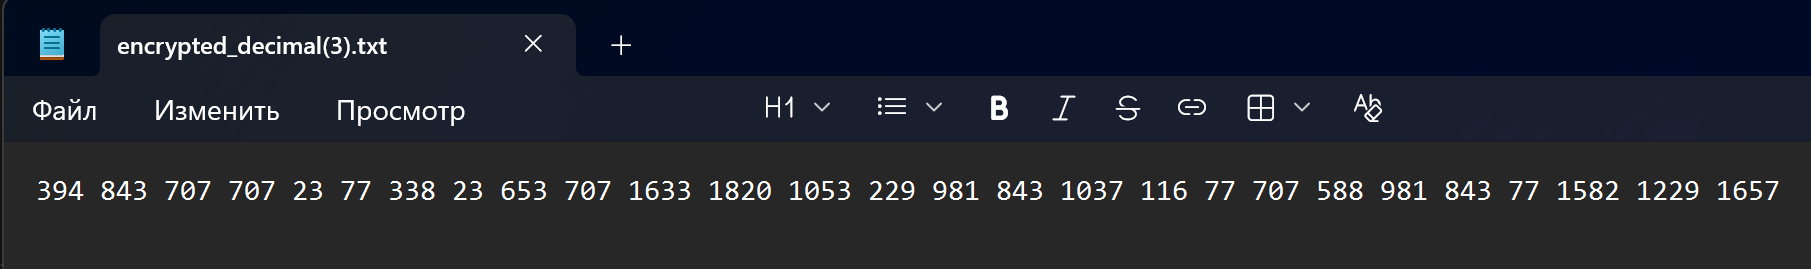 encrypted_decimal(3).txt
Файл Изменить Просмотр H1 B I S Ab
394 843 707 707 23 77 338 23 653 707 1633 1820 1053 229 981 843 1037 116 77 707 588 981 843 77 1582 1229 1657